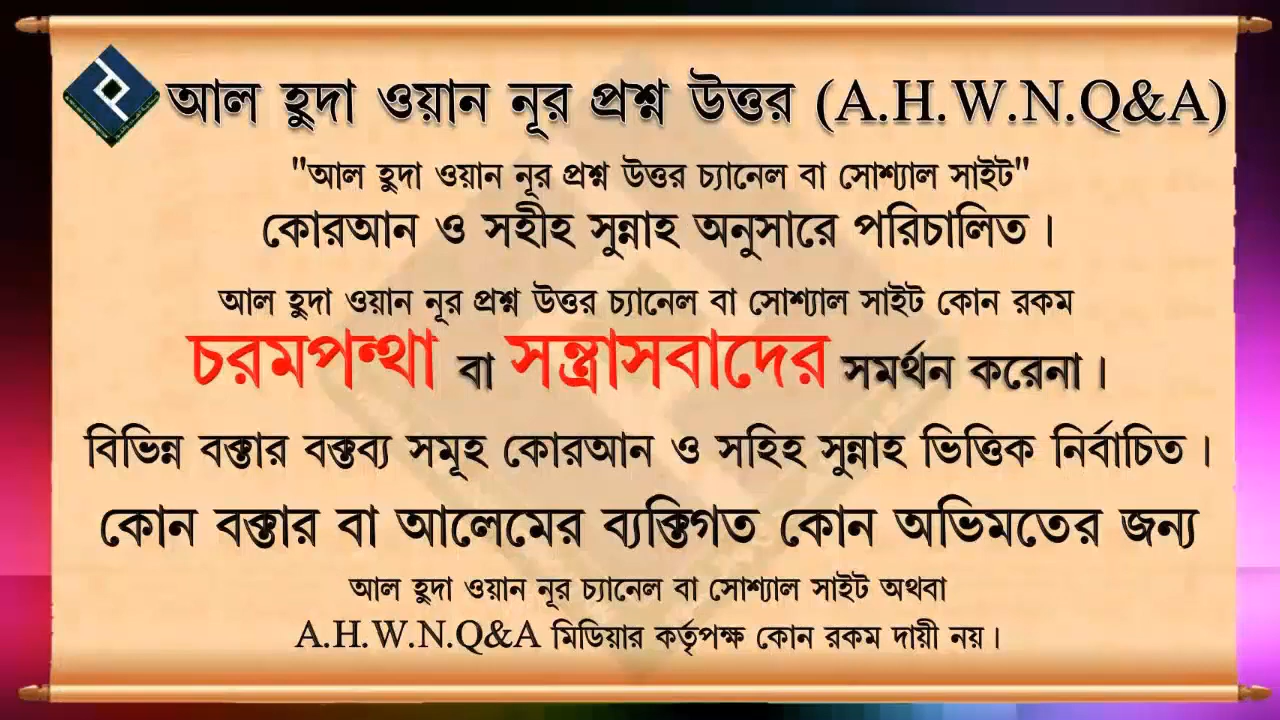 আল হুদা ওয়ান নূর প্রশ্ন উত্তর (A.H.W.N.Q&A)
"আল হুদা ওয়ান নূর প্রশ্ন উত্তর চ্যানেল বা সোশ্যাল সাইট"
কোরআন ও সহীহ সুন্নাহ অনুসারে পরিচালিত।
আল হুদা ওয়ান নূর প্রশ্ন উত্তর চ্যানেল বা সোশ্যাল সাইট কোন রকম
চরমপন্থা বা সন্ত্রাসবাদের সমর্থন করেনা।
বিভিন্ন বক্তার বক্তব্য সমূহ কোরআন ও সহিহ সুন্নাহ ভিত্তিক নির্বাচিত।
কোন বক্তার বা আলেমের ব্যক্তিগত কোন অভিমতের জন্য
আল হুদা ওয়ান নূর চ্যানেল বা সোশ্যাল সাইট অথবা
A.H.W.N.Q&A মিডিয়ার কর্তৃপক্ষ কোন রকম দায়ী নয়।